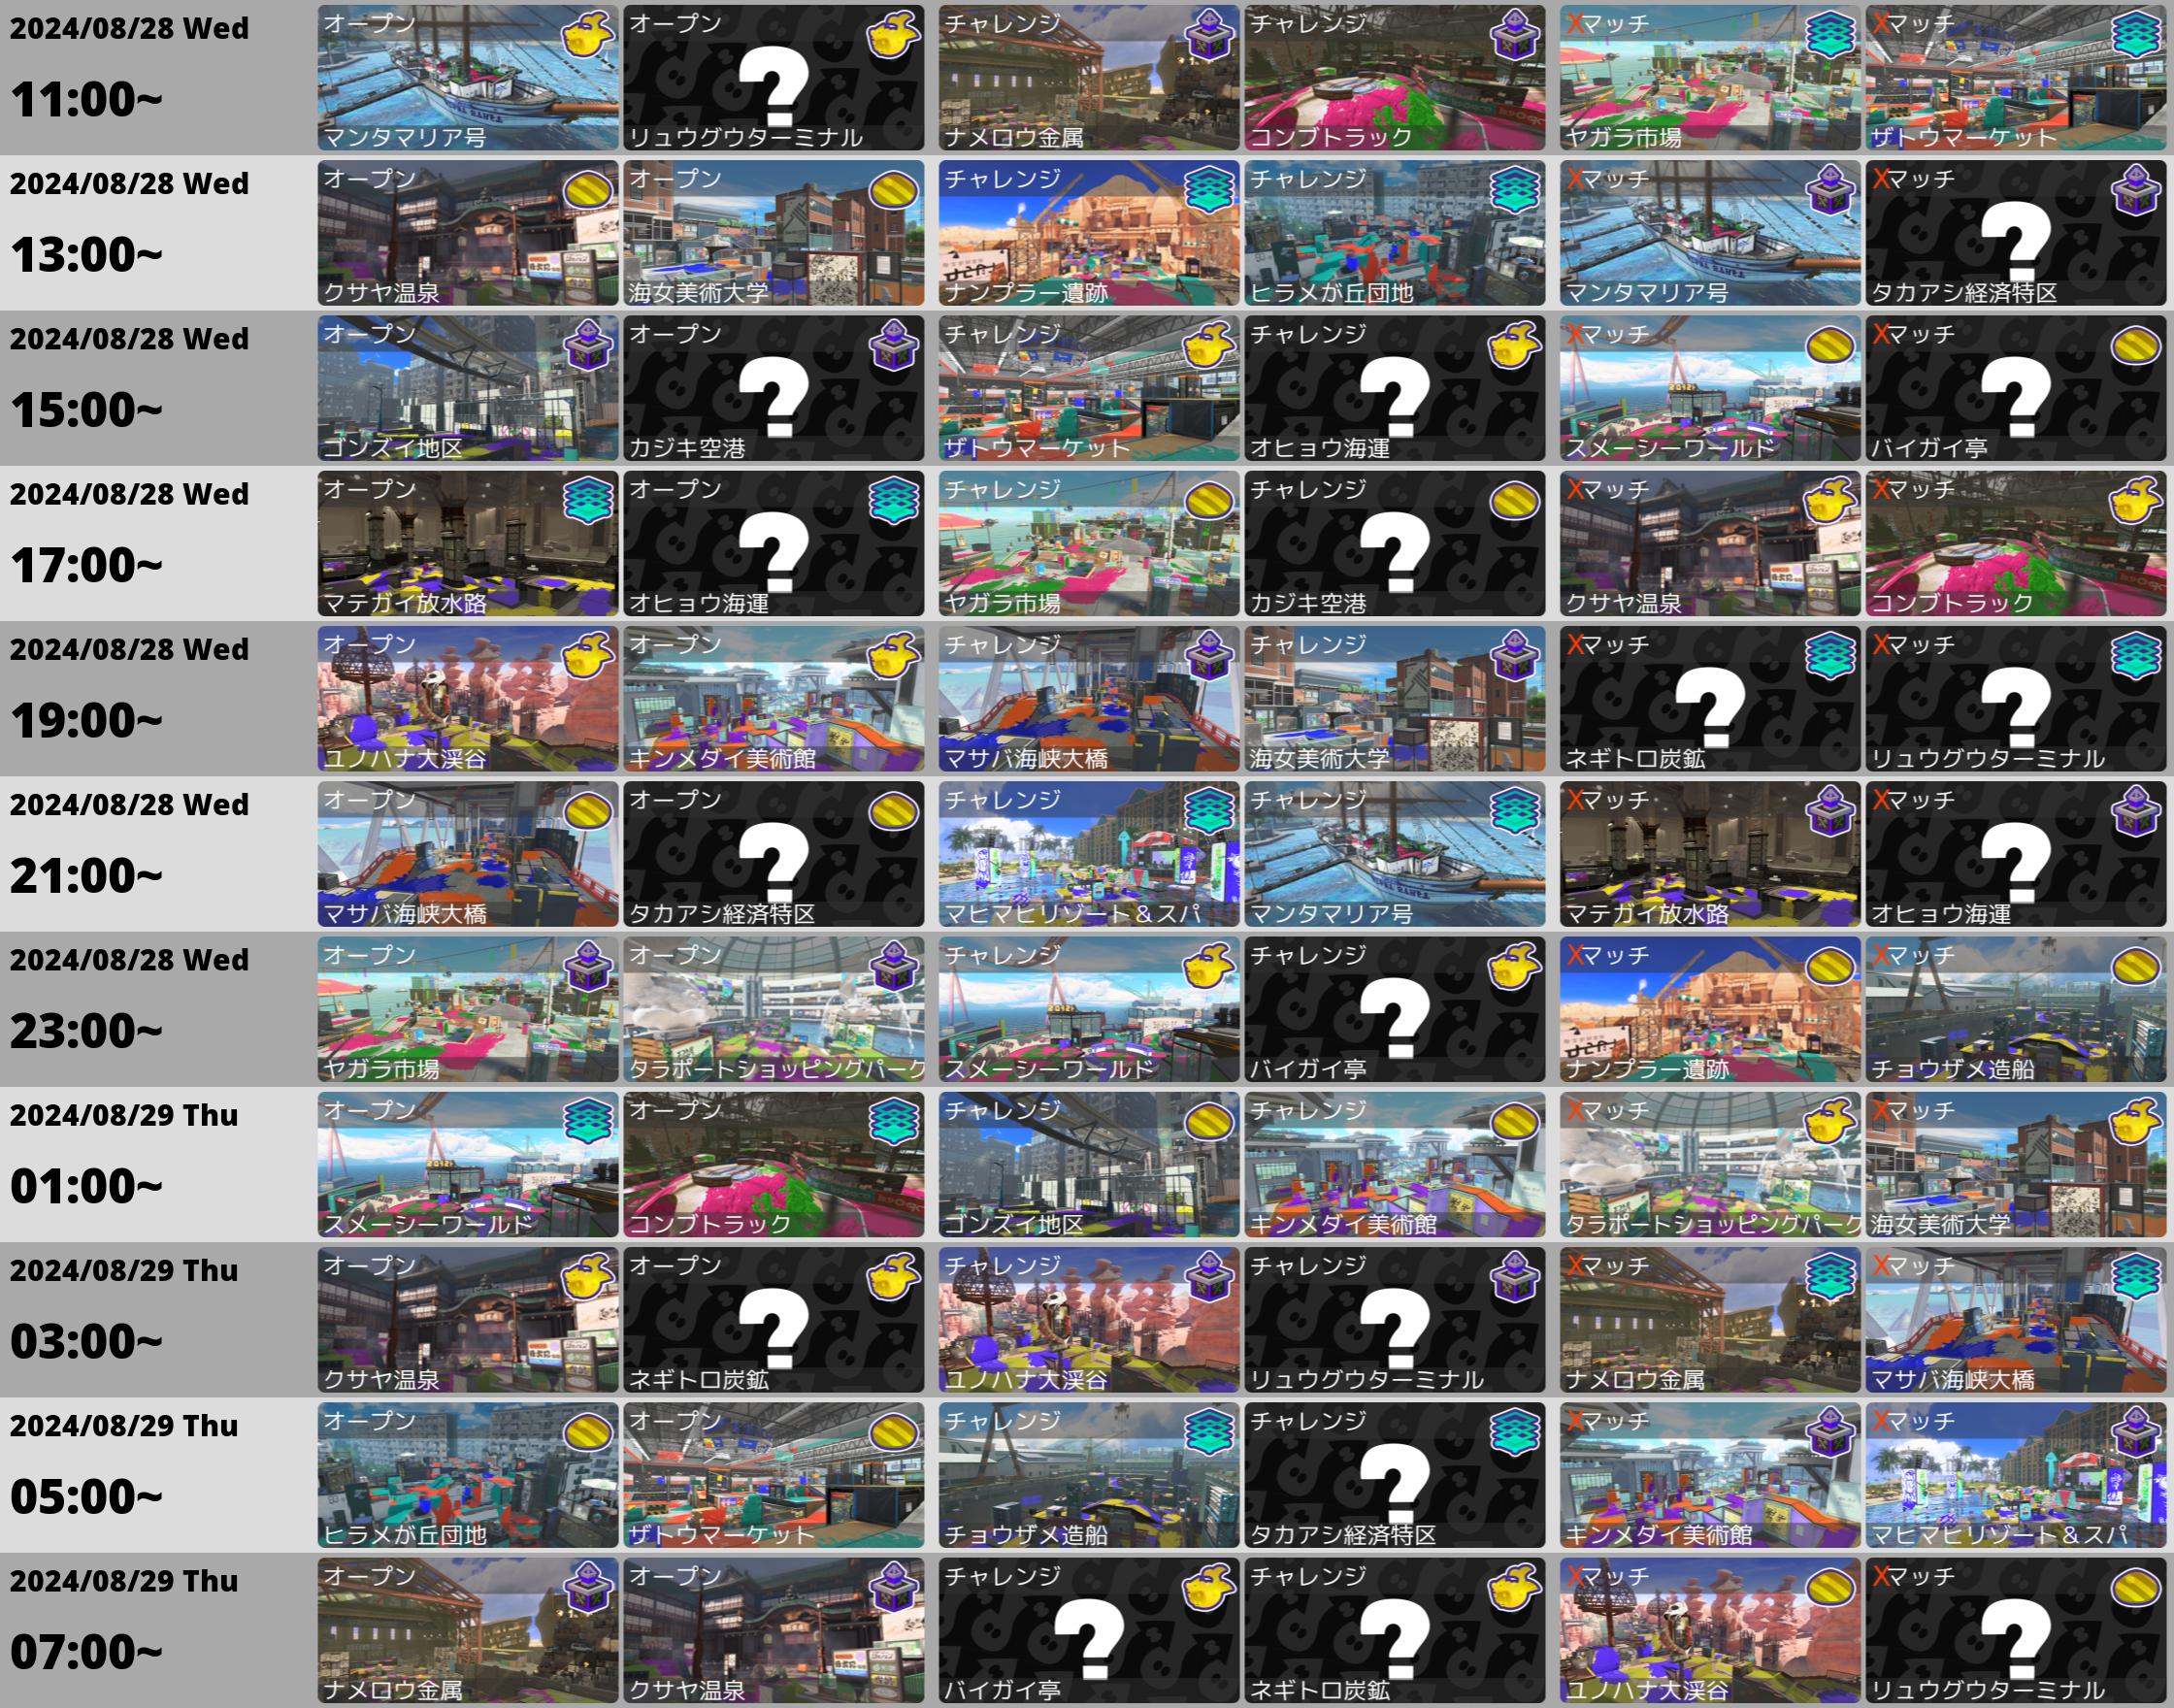 2024/08/28 Wed
11:00~
オープン
マンタマリア号
オープン
リュウグウターミナル
チャレンジ
ナメロウ金属
チャレンジ
コンブトラック
Xマッチ
ヤガラ市場
Xマッチ
ザトウマーケット
2024/08/28 Wed
13:00~
オープン
クサヤ温泉
オープン
海女美術大学
チャレンジ
ナンプラー遺跡
チャレンジ
ヒラメが丘団地
Xマッチ
マンタマリア号
Xマッチ
タカアシ経済特区
2024/08/28 Wed
15:00~
オープン
ゴンズイ地区
オープン
カジキ空港
チャレンジ
ザトウマーケット
チャレンジ
オヒョウ海運
Xマッチ
スメーシーワールド
Xマッチ
バイガイ亭
2024/08/28 Wed
17:00~
オープン
マテガイ放水路
オープン
オヒョウ海運
チャレンジ
ヤガラ市場
チャレンジ
カジキ空港
Xマッチ
クサヤ温泉
Xマッチ
コンブトラック
2024/08/28 Wed
19:00~
オープン
ユノハナ大渓谷
オープン
キンメダイ美術館
チャレンジ
マサバ海峡大橋
チャレンジ
海女美術大学
Xマッチ
ネギトロ炭鉱
Xマッチ
リュウグウターミナル
2024/08/28 Wed
21:00~
オープン
マサバ海峡大橋
オープン
タカアシ経済特区
チャレンジ
マヒマヒリゾート＆スパ
チャレンジ
マンタマリア号
Xマッチ
マテガイ放水路
Xマッチ
オヒョウ海運
2024/08/28 Wed
23:00~
オープン
ヤガラ市場
オープン
タラポートショッピングパーク
チャレンジ
スメーシーワールド
チャレンジ
バイガイ亭
Xマッチ
ナンプラー遺跡
Xマッチ
チョウザメ造船
2024/08/29 Thu
01:00~
オープン
スメーシーワールド
オープン
コンブトラック
チャレンジ
ゴンズイ地区
チャレンジ
キンメダイ美術館
Xマッチ
タラポートショッピングパーク
Xマッチ
海女美術大学
2024/08/29 Thu
03:00~
オープン
クサヤ温泉
オープン
ネギトロ炭鉱
チャレンジ
ユノハナ大渓谷
チャレンジ
リュウグウターミナル
Xマッチ
ナメロウ金属
Xマッチ
マサバ海峡大橋
2024/08/29 Thu
05:00~
オープン
ヒラメが丘団地
オープン
ザトウマーケット
チャレンジ
チョウザメ造船
チャレンジ
タカアシ経済特区
Xマッチ
キンメダイ美術館
Xマッチ
マヒマヒリゾート＆スパ
2024/08/29 Thu
07:00~
オープン
ナメロウ金属
オープン
クサヤ温泉
チャレンジ
バイガイ亭
チャレンジ
ネギトロ炭鉱
Xマッチ
ユノハナ大渓谷
Xマッチ
リュウグウターミナル